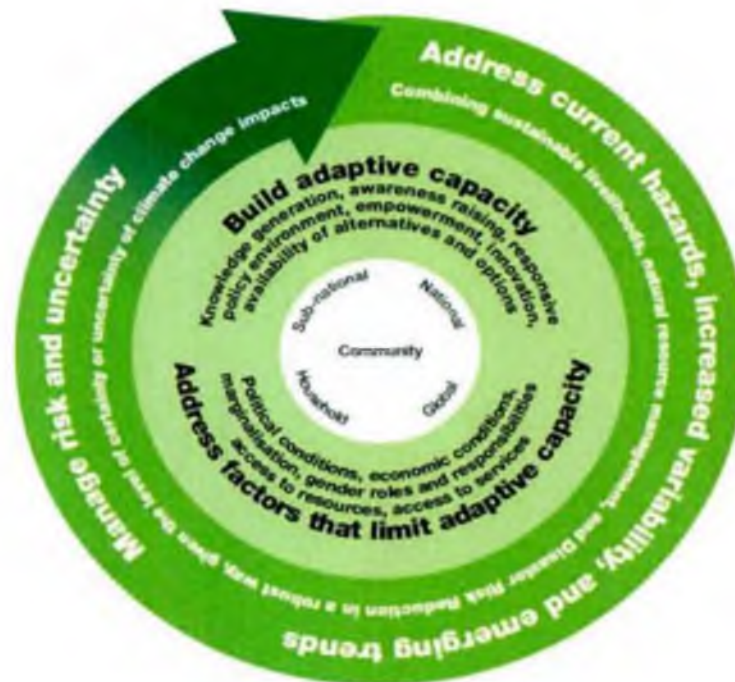 Address current hazards, increased variability, and emerging trends
Combining sustainable livelihoods, natural resource management, and Disaster Risk Reduction
Manage risk and uncertainty
in a robust way, given the level of certainty or uncertainty of climate change impacts
Build adaptive capacity
Knowledge generation, awareness raising, responsive
policy environment, empowerment, innovation,
availability of alternatives and options
Sub-national
National
Community
Household
Global
Political conditions, economic conditions,
marginalisation, gender roles and responsibilities
access to resources, access to services
Address factors that limit adaptive capacity